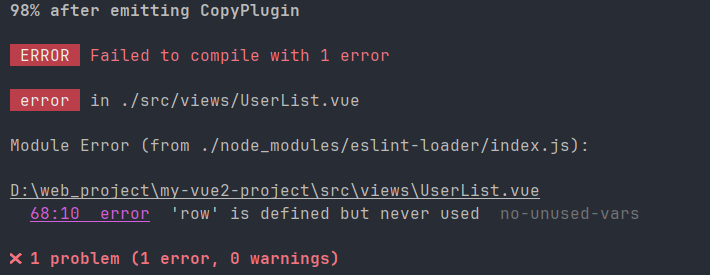 98% after emitting CopyPlugin
ERROR Failed to compile with 1 error
error in ./src/views/UserList.vue
Module Error (from ./node_modules/eslint-loader/index.js):
D:\web_project\my-vue2-project\src\views\UserList.vue
68:10 error 'row' is defined but never used no-unused-vars
✖ 1 problem (1 error, 0 warnings)